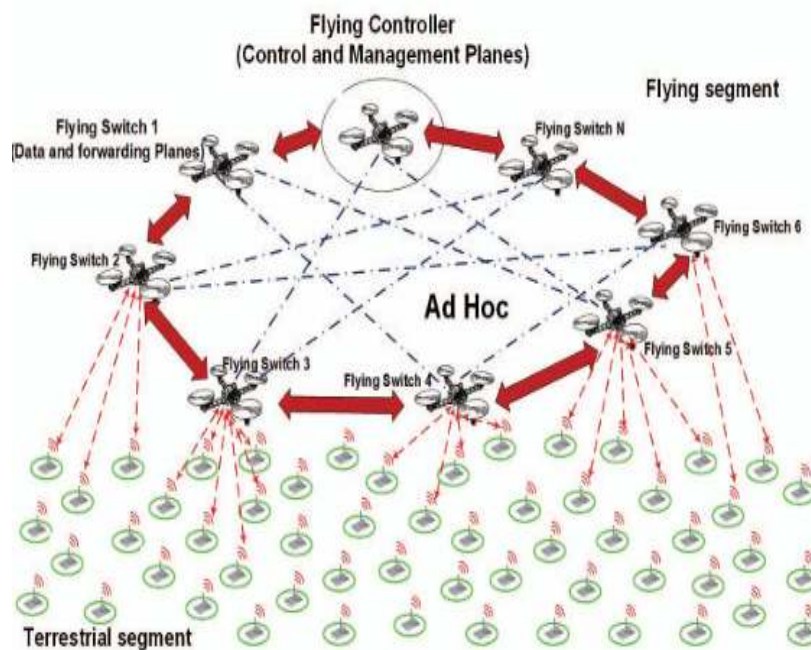 Flying Controller
(Control and Management Planes)
Flying segment
Flying Switch 1
(Data and forwarding Planes)
Flying Switch N
Flying Switch 2
Flying Switch 6
Ad Hoc
Flying Switch 3
Flying Switch 4
Flying Switch 5
Terrestrial segment